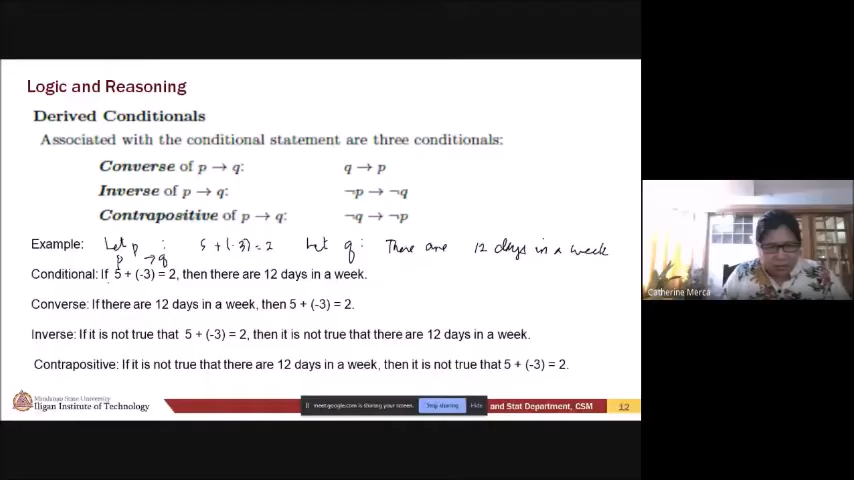 Logic and Reasoning
Derived Conditionals
Associated with the conditional statement are three conditionals:
Converse of p → q: q → p
Inverse of p → q: ¬p → ¬q
Contrapositive of p → q: ¬q → ¬p
Example: Let p : 5 + (-3) = 2 Let q : There are 12 days in a week
p → q
Conditional: If 5 + (-3) = 2, then there are 12 days in a week.
Converse: If there are 12 days in a week, then 5 + (-3) = 2.
Inverse: If it is not true that 5 + (-3) = 2, then it is not true that there are 12 days in a week.
Contrapositive: If it is not true that there are 12 days in a week, then it is not true that 5 + (-3) = 2.
Catherine Merca
Mindanao State University
Iligan Institute of Technology
meet.google.com is sharing your screen.
Stop sharing
Hide
and Stat Department, CSM
12